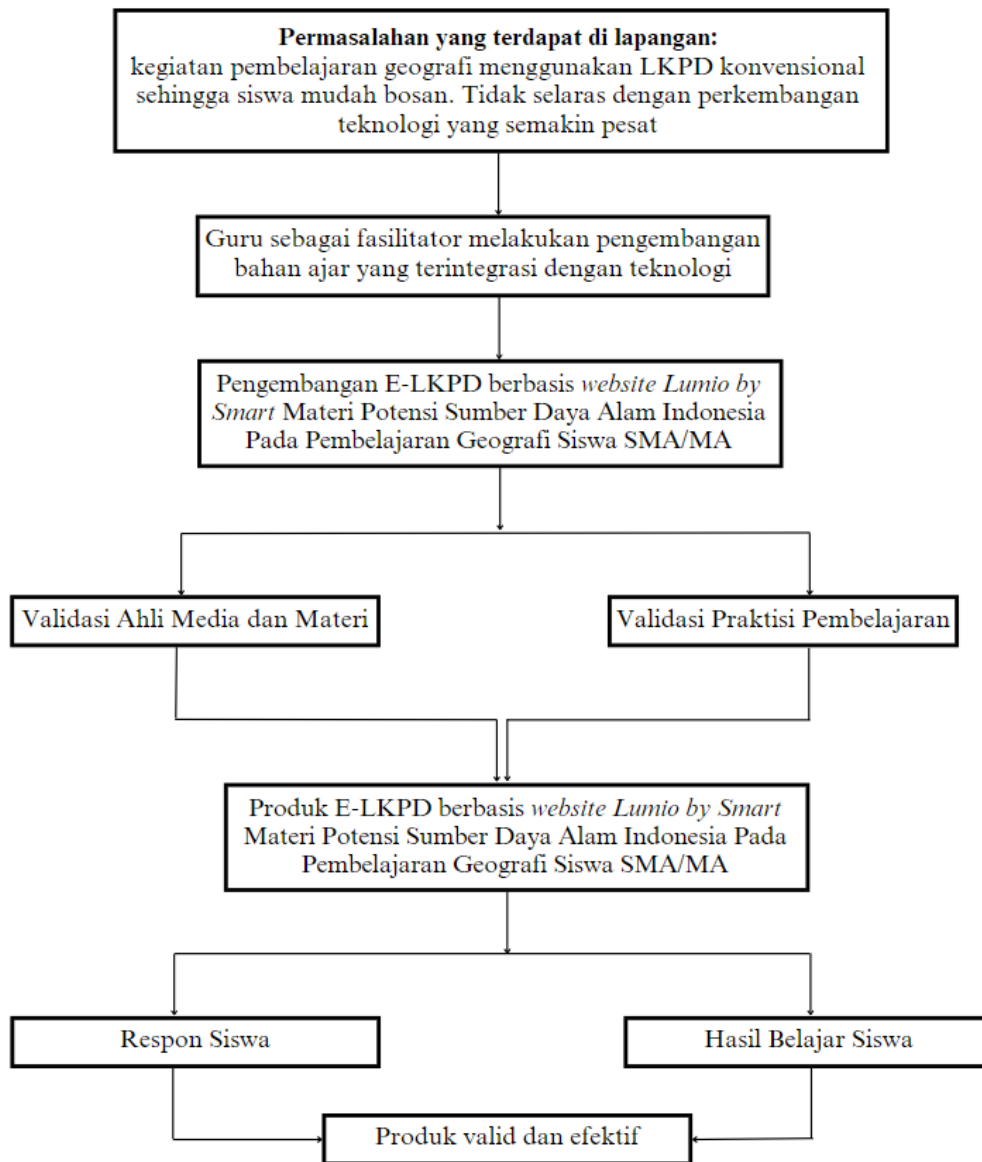 Permasalahan yang terdapat di lapangan:
kegiatan pembelajaran geografi menggunakan LKPD konvensional
sehingga siswa mudah bosan. Tidak selaras dengan perkembangan
teknologi yang semakin pesat
Guru sebagai fasilitator melakukan pengembangan
bahan ajar yang terintegrasi dengan teknologi
Pengembangan E-LKPD berbasis website Lumio by
Smart Materi Potensi Sumber Daya Alam Indonesia
Pada Pembelajaran Geografi Siswa SMA/MA
Validasi Ahli Media dan Materi
Validasi Praktisi Pembelajaran
Produk E-LKPD berbasis website Lumio by Smart
Materi Potensi Sumber Daya Alam Indonesia Pada
Pembelajaran Geografi Siswa SMA/MA
Respon Siswa
Hasil Belajar Siswa
Produk valid dan efektif